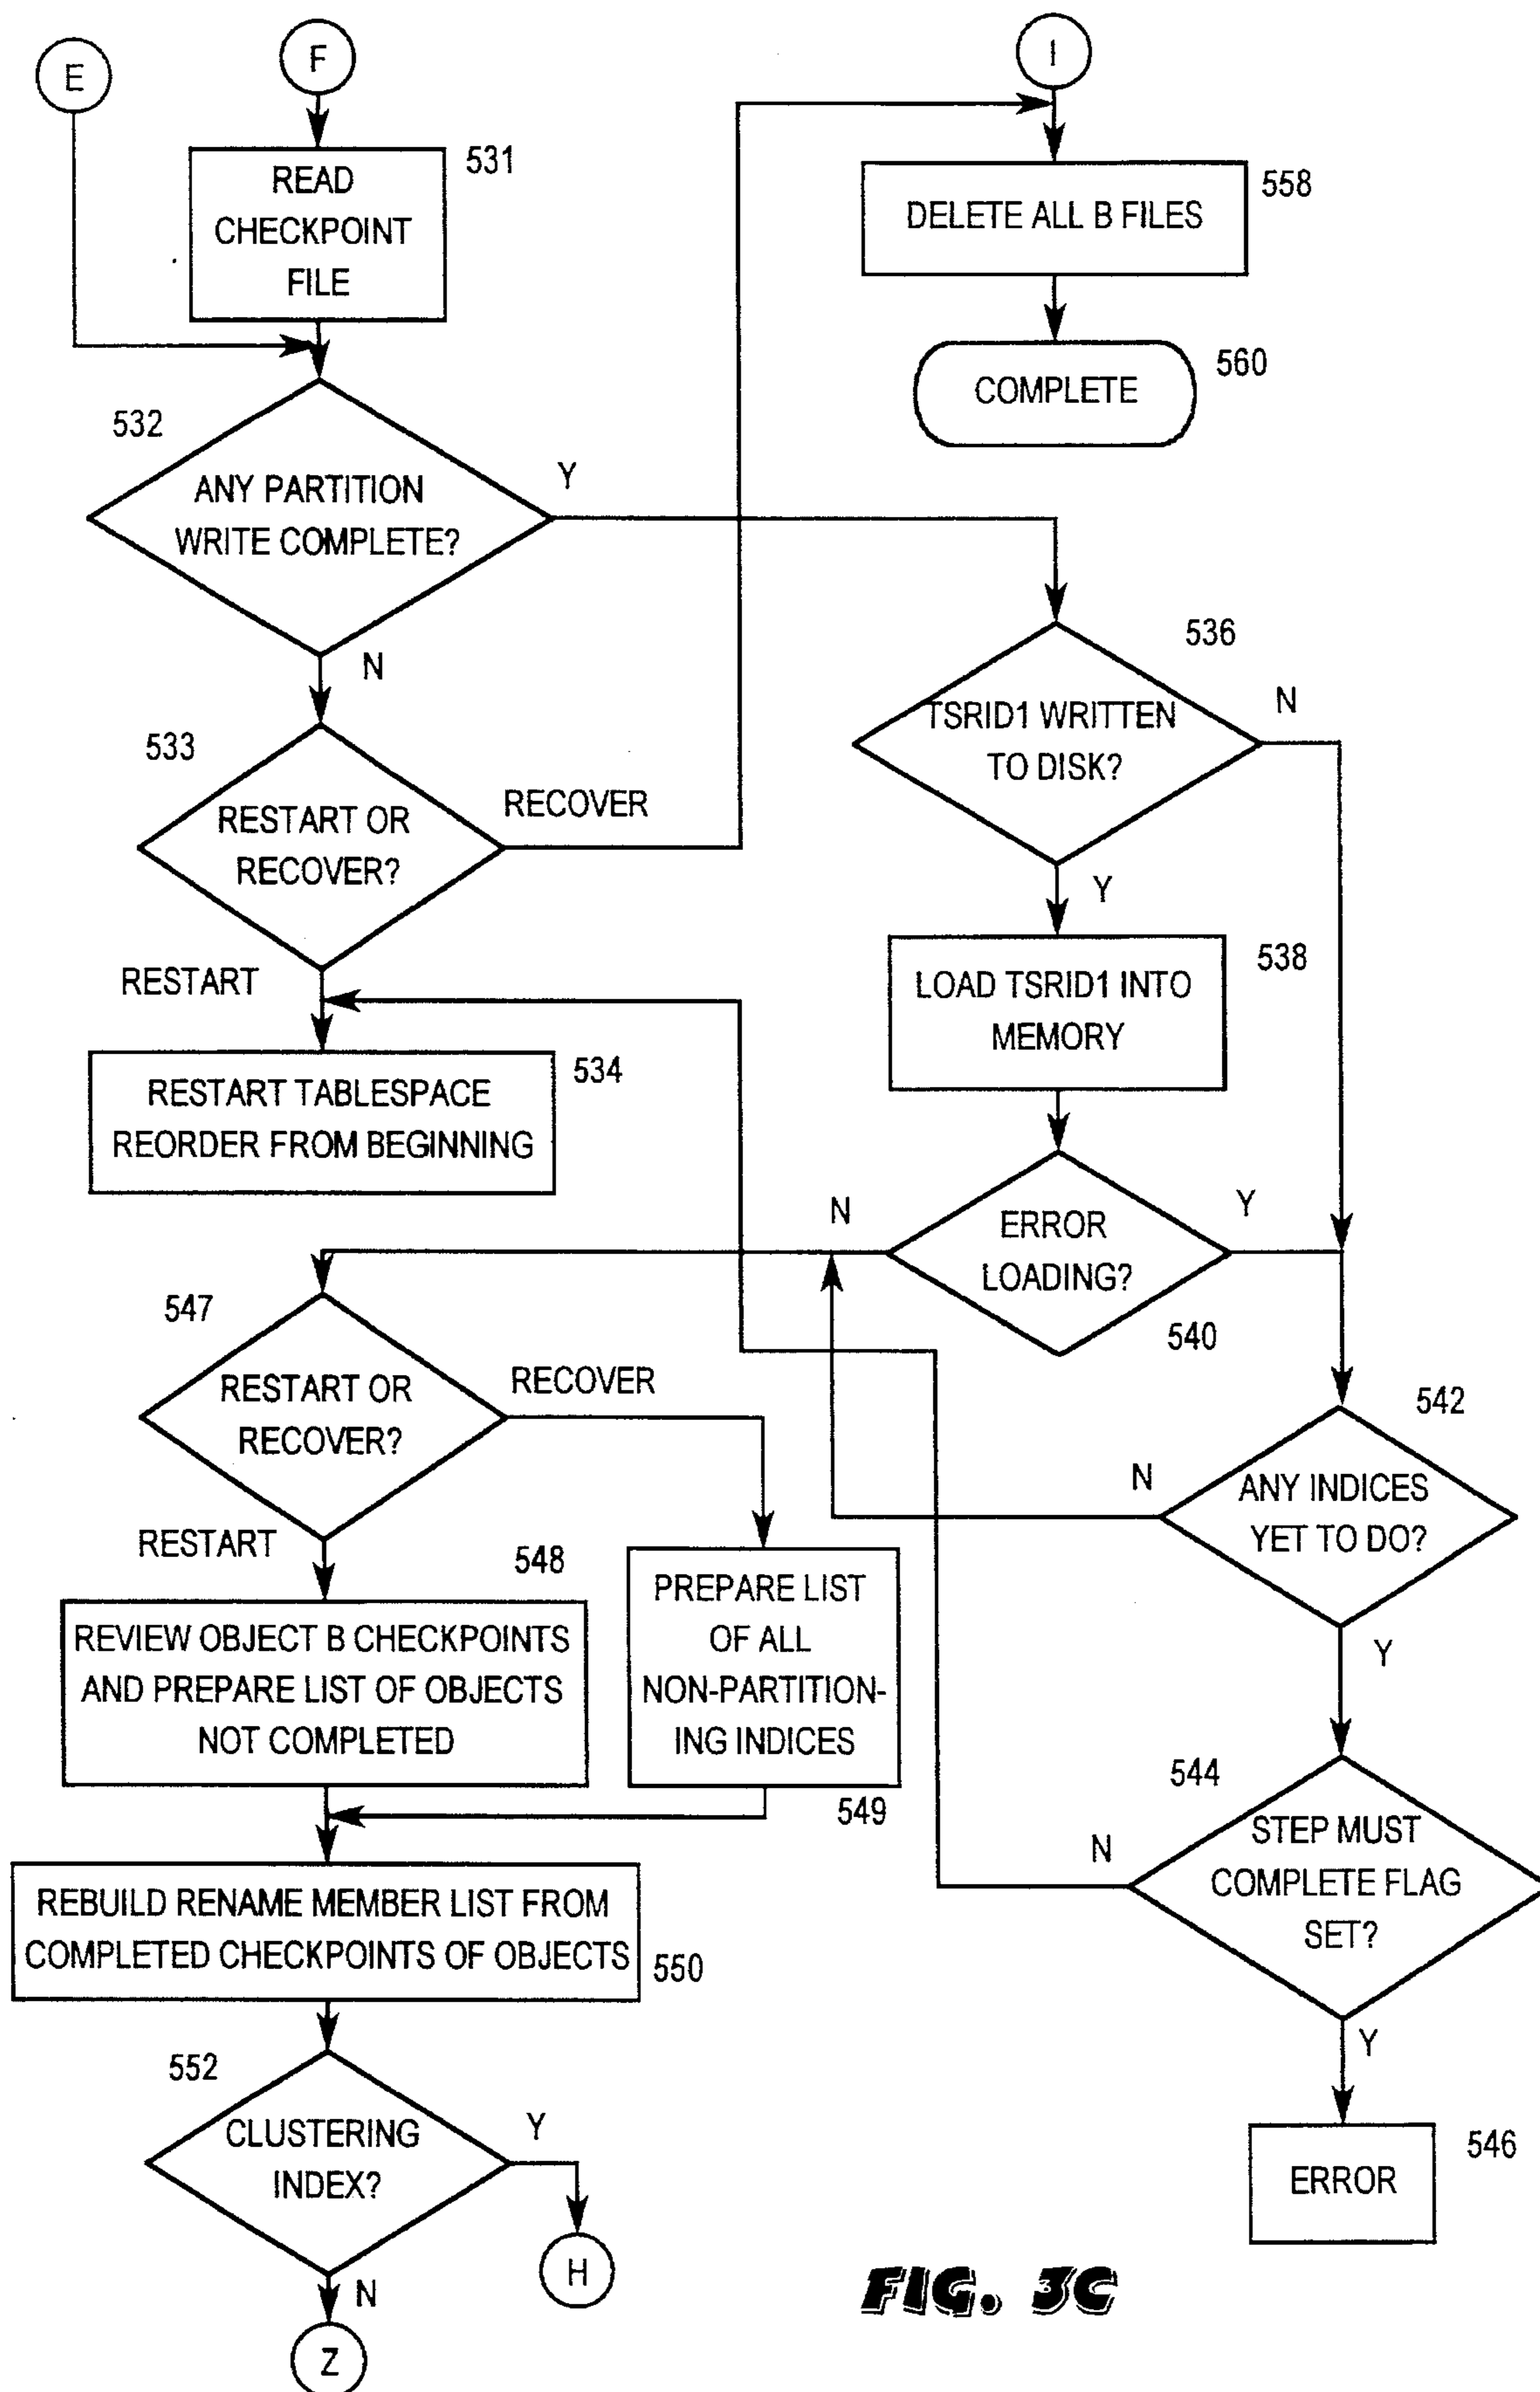 E
F
I
READ
CHECKPOINT
FILE
531
DELETE ALL B FILES
558
COMPLETE
560
532
ANY PARTITION
WRITE COMPLETE?
Y
N
536
TSRID1 WRITTEN
TO DISK?
N
Y
533
RESTART OR
RECOVER?
RECOVER
RESTART
538
LOAD TSRID1 INTO
MEMORY
534
RESTART TABLESPACE
REORDER FROM BEGINNING
N
ERROR
LOADING?
Y
540
547
RESTART OR
RECOVER?
RECOVER
RESTART
542
ANY INDICES
YET TO DO?
N
Y
548
REVIEW OBJECT B CHECKPOINTS
AND PREPARE LIST OF OBJECTS
NOT COMPLETED
PREPARE LIST
OF ALL
NON-PARTITION-
ING INDICES
549
544
STEP MUST
COMPLETE FLAG
SET?
N
Y
REBUILD RENAME MEMBER LIST FROM
COMPLETED CHECKPOINTS OF OBJECTS
550
552
CLUSTERING
INDEX?
Y
N
H
Z
546
ERROR
FIG. 3C